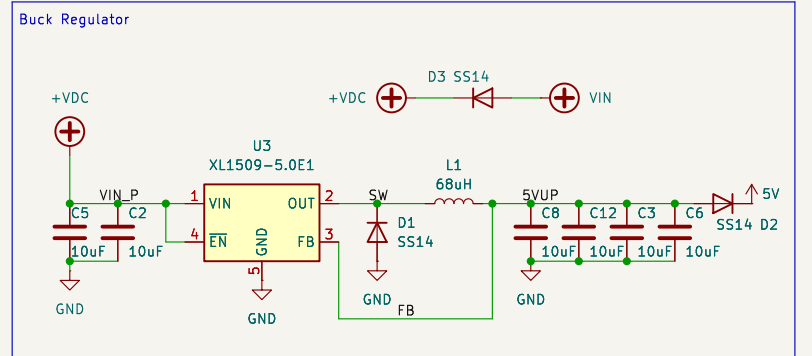 Buck Regulator
D3 SS14
+VDC
+VDC
VIN
U3
XL1509-5.0E1
L1
68uH
VIN_P
1
VIN
OUT
2
SW
5VUP
5V
C5
C2
C8
C12
C3
C6
D1
SS14
SS14 D2
4
EN
GND
FB
3
10uF
10uF
10uF
10uF
10uF
10uF
5
GND
GND
GND
GND
FB